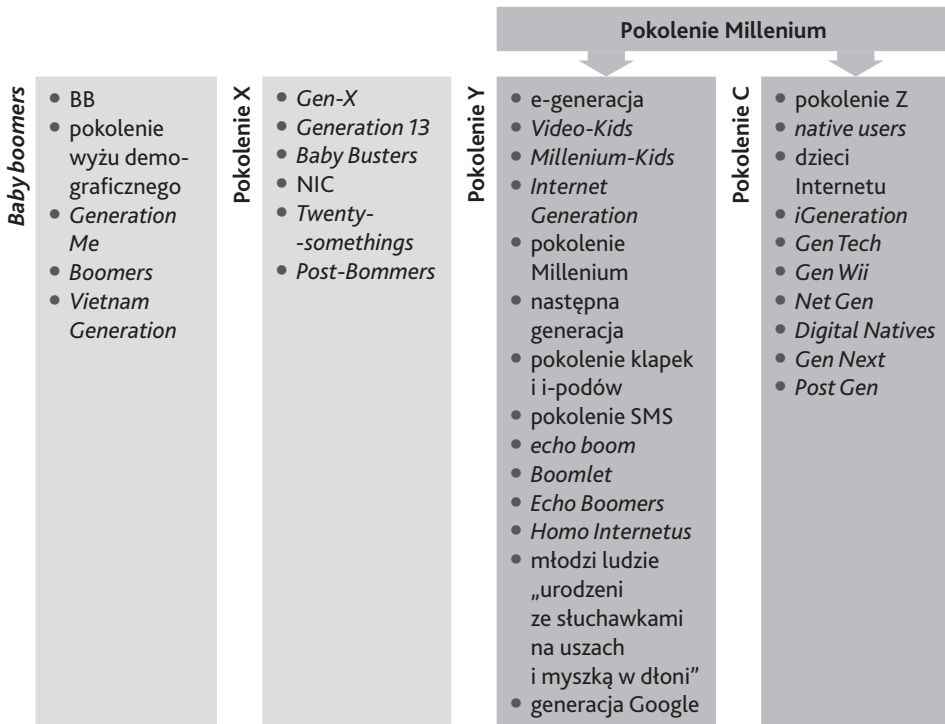 Pokolenie Millenium
Baby boomers
• BB
• pokolenie
wyżu demo-
graficznego
• Generation
Me
• Boomers
• Vietnam
Generation
Pokolenie X
• Gen-X
• Generation 13
• Baby Busters
• NIC
• Twenty-
-somethings
• Post-Bommers
Pokolenie Y
• e-generacja
• Video-Kids
• Millenium-Kids
• Internet
Generation
• pokolenie
Millenium
• następna
generacja
• pokolenie klapek
i i-podów
• pokolenie SMS
• echo boom
• Boomlet
• Echo Boomers
• Homo Internetus
• młodzi ludzie
„urodzeni
ze słuchawkami
na uszach
i myszką w dłoni”
• generacja Google
Pokolenie C
• pokolenie Z
• native users
• dzieci
Internetu
• iGeneration
• Gen Tech
• Gen Wii
• Net Gen
• Digital Natives
• Gen Next
• Post Gen